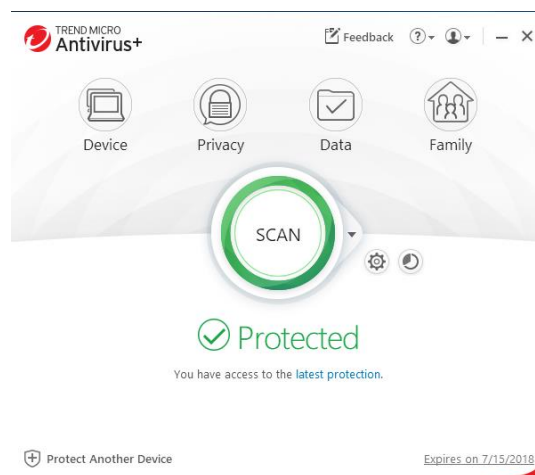 TREND MICRO
Antivirus+
Feedback
?
Device Privacy Data Family
SCAN
Protected
You have access to the latest protection.
Protect Another Device Expires on 7/15/2018